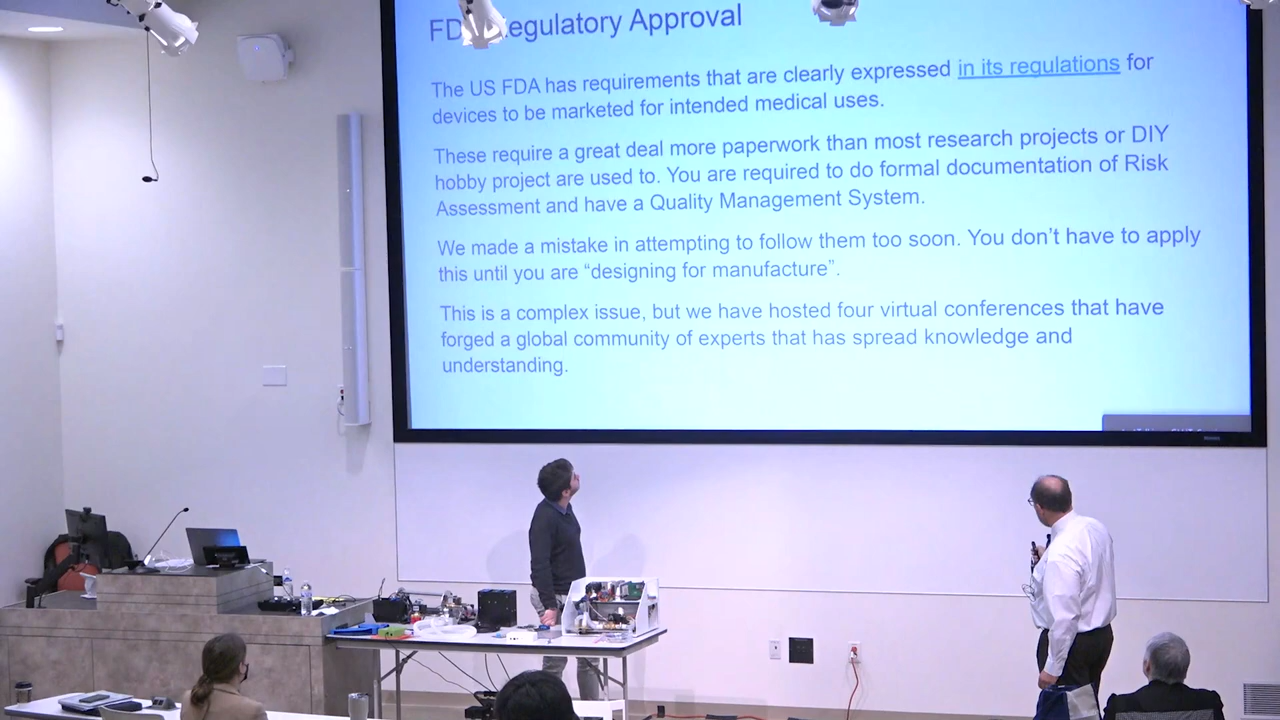 FD egulatory Approval
The US FDA has requirements that are clearly expressed in its regulations for
devices to be marketed for intended medical uses.
These require a great deal more paperwork than most research projects or DIY
hobby project are used to. You are required to do formal documentation of Risk
Assessment and have a Quality Management System.
We made a mistake in attempting to follow them too soon. You don't have to apply
this until you are “designing for manufacture”.
This is a complex issue, but we have hosted four virtual conferences that have
forged a global community of experts that has spread knowledge and
understanding.